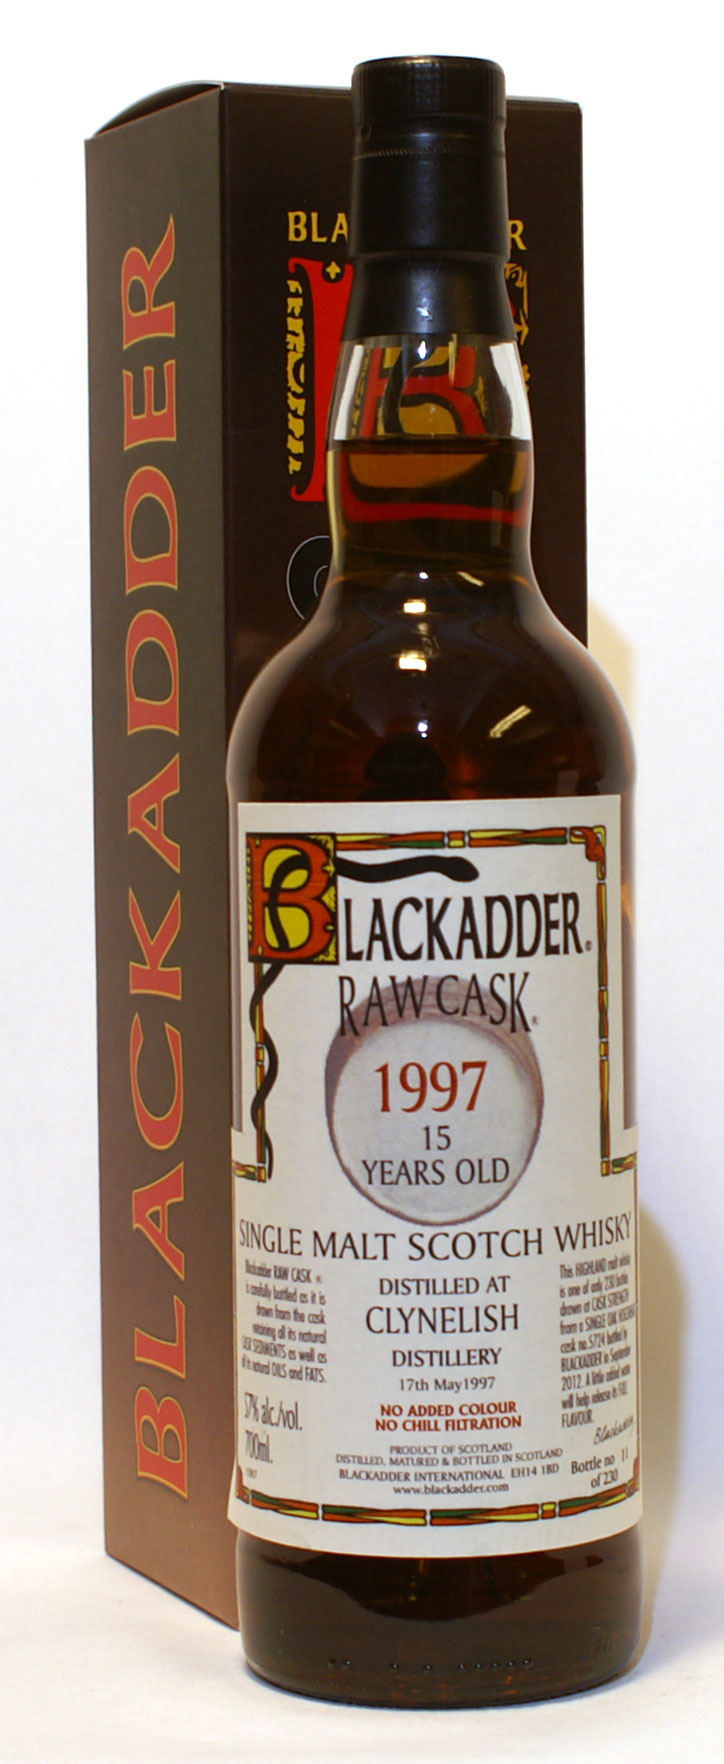 BLACKADDER
BLA R
BLACKADDER®
RAW CASK®
1997
15
YEARS OLD
SINGLE MALT SCOTCH WHISKY
Blackadder RAW CASK ®
is carefully bottled as it is
drawn from the cask
retaining all its natural
CASK SEDIMENTS as well as
all its natural OILS and FATS.
57% alc./vol.
700ml.
DISTILLED AT
CLYNELISH
DISTILLERY
17th May1997
NO ADDED COLOUR
NO CHILL FILTRATION
PRODUCT OF SCOTLAND
DISTILLED, MATURED & BOTTLED IN SCOTLAND
BLACKADDER INTERNATIONAL EH14 1BD
www.blackadder.com
This HIGHLAND malt whisky
is one of only 230 bottles
drawn at CASK STRENGTH
from a SINGLE OAK HOGSHEAD
cask no. 5724 bottled by
BLACKADDER in September
2012. A little added water
will help release its FULL
FLAVOUR.
Blackadder
Bottle no 11
of 230